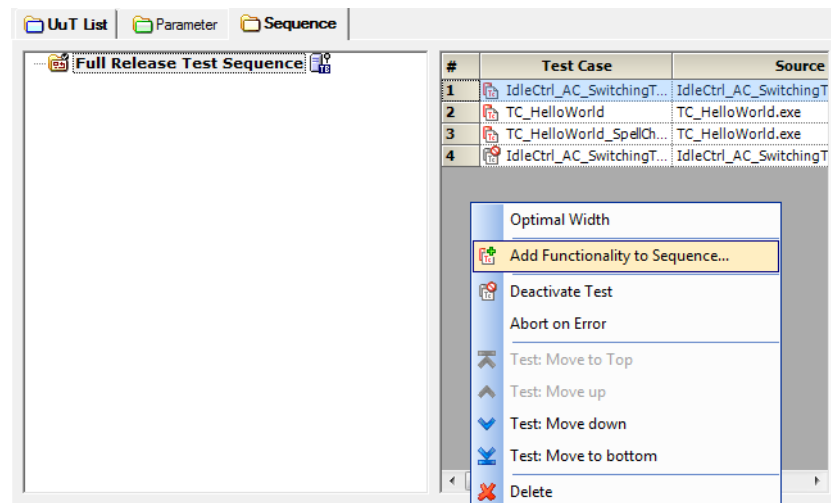 UuT List Parameter Sequence
Full Release Test Sequence
# Test Case Source
1 IdleCtrl_AC_SwitchingT... IdleCtrl_AC_SwitchingT
2 TC_HelloWorld TC_HelloWorld.exe
3 TC_HelloWorld_SpellCh... TC_HelloWorld.exe
4 IdleCtrl_AC_SwitchingT... IdleCtrl_AC_SwitchingT
Optimal Width
Add Functionality to Sequence...
Deactivate Test
Abort on Error
Test: Move to Top
Test: Move up
Test: Move down
Test: Move to bottom
Delete